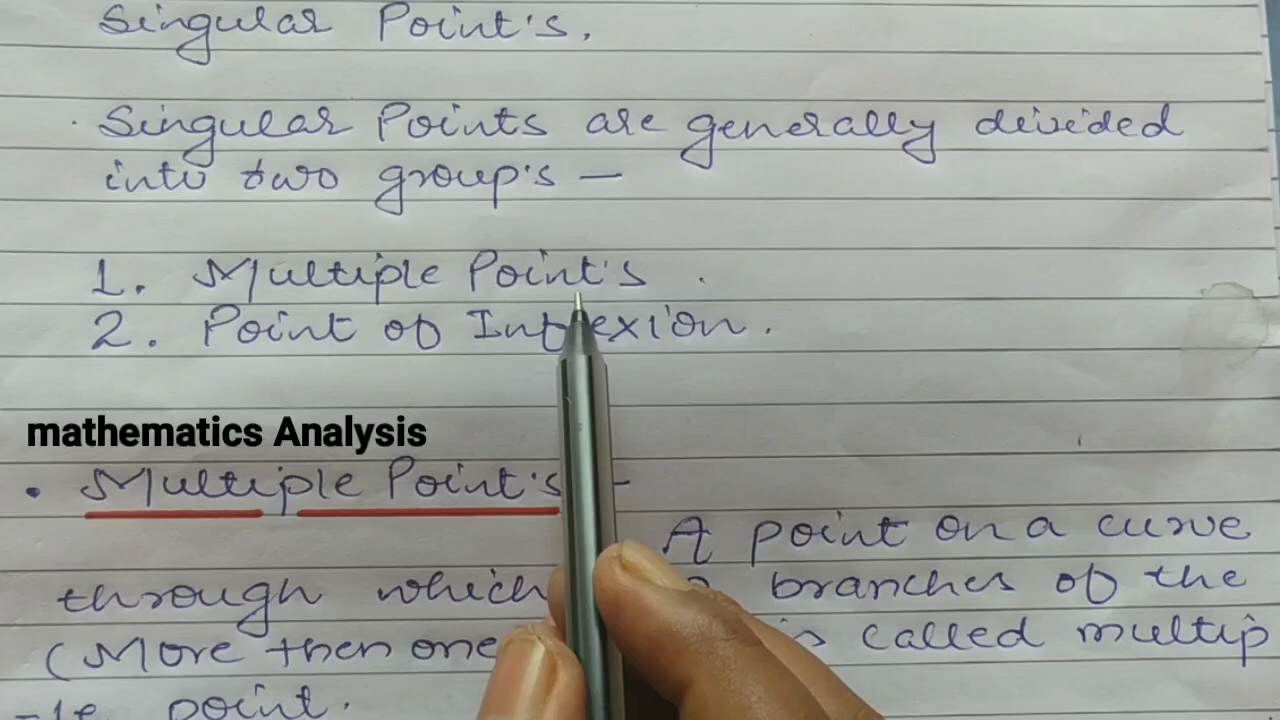 Singular Point's.
Singular Points are generally divided
into two group's —
1. Multiple Point's .
2. Point of Inflexion.
mathematics Analysis
• Multiple Point's -
A point on a curve
through which branches of the
(More then one is called multip
-le point.